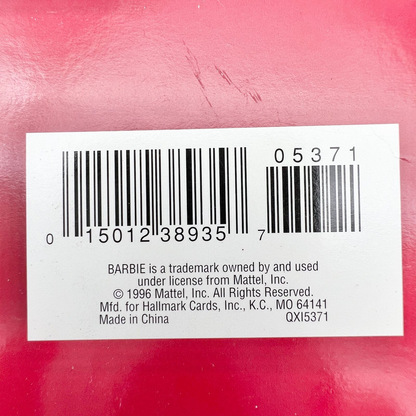 05371
0 15012 38935 7
BARBIE is a trademark owned by and used
under license from Mattel, Inc.
© 1996 Mattel, Inc. All Rights Reserved.
Mfd. for Hallmark Cards, Inc., K.C., MO 64141
Made in China QXI5371